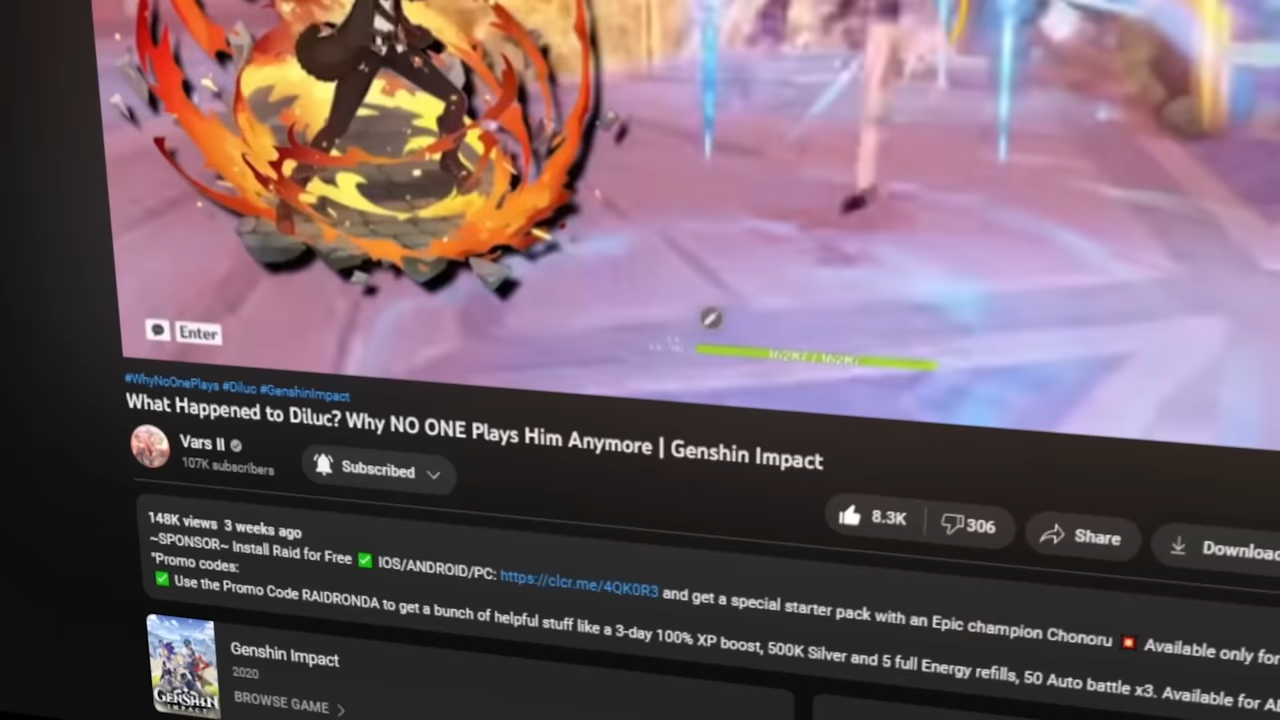 Enter
#WhyNoOnePlays #Diluc #GenshinImpact
What Happened to Diluc? Why NO ONE Plays Him Anymore | Genshin Impact
Vars II
107K subscribers
Subscribed
8.3K
306
Share
Download
148K views 3 weeks ago
~SPONSOR~ Install Raid for Free ✅ IOS/ANDROID/PC: https://clcr.me/4QK0R3 and get a special starter pack with an Epic champion Chonoru 💥 Available only for
"Promo codes:
✅ Use the Promo Code RAIDRONDA to get a bunch of helpful stuff like a 3-day 100% XP boost, 500K Silver and 5 full Energy refills, 50 Auto battle x3. Available for
Genshin Impact
2020
BROWSE GAME
GENSHIN
IMPACT